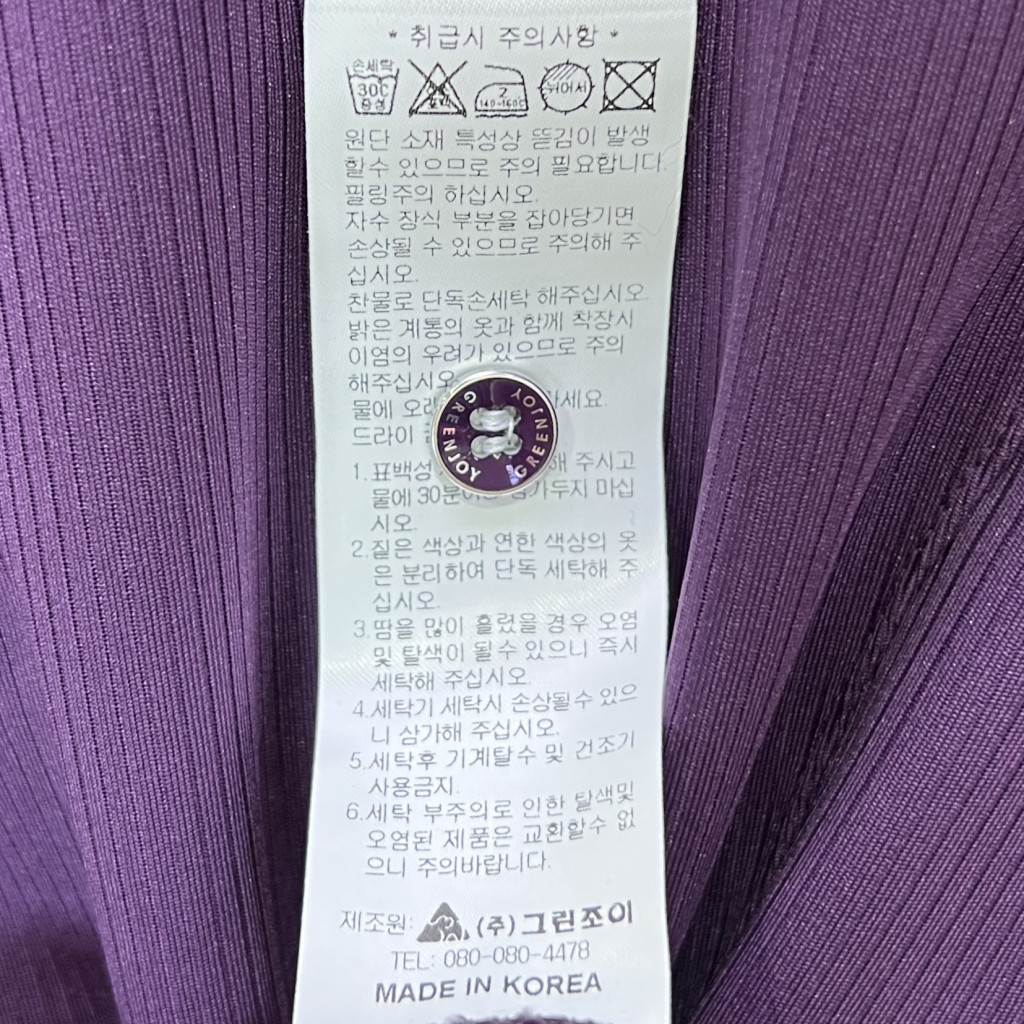 * 취급시 주의사항 *
손세탁 30C 중성
2 140~160C
뉘어서
원단 소재 특성상 뜯김이 발생
할수 있으므로 주의 필요합니다.
필링주의 하십시오.
자수 장식 부분을 잡아당기면
손상될 수 있으므로 주의해 주
십시오.
찬물로 단독손세탁 해주십시오.
밝은 계통의 옷과 함께 착장시
이염의 우려가 있으므로 주의
해주십시오
물에 마세요.
드라이
GREENJOY GREENJOY
1.표백성 해 주시고
물에 30분 마십
시오.
2.짙은 색상과 연한 색상의 옷
은 분리하여 단독 세탁해 주
십시오.
3.땀을 많이 흘렸을 경우 오염
및 탈색이 될수 있으니 즉시
세탁해 주십시오.
4.세탁기 세탁시 손상될수 있으
니 삼가해 주십시오.
5.세탁후 기계탈수 및 건조기
사용금지.
6.세탁 부주의로 인한 탈색및
오염된 제품은 교환할수 없
으니 주의바랍니다.
제조원: (주)그린조이
TEL: 080-080-4478
MADE IN KOREA